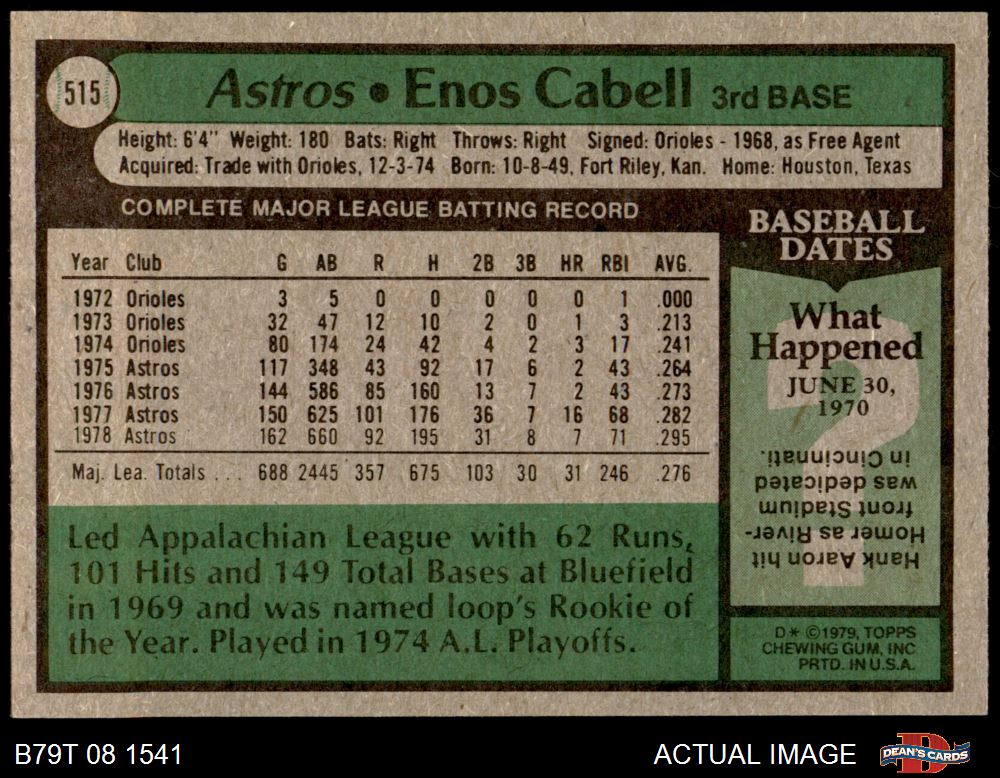 515
Astros • Enos Cabell 3rd BASE
Height: 6'4" Weight: 180 Bats: Right Throws: Right Signed: Orioles - 1968, as Free Agent
Acquired: Trade with Orioles, 12-3-74 Born: 10-8-49, Fort Riley, Kan. Home: Houston, Texas
COMPLETE MAJOR LEAGUE BATTING RECORD
Year Club G AB R H 2B 3B HR RBI AVG.
1972 Orioles 3 5 0 0 0 0 0 1 .000
1973 Orioles 32 47 12 10 2 0 1 3 .213
1974 Orioles 80 174 24 42 4 2 3 17 .241
1975 Astros 117 348 43 92 17 6 2 43 .264
1976 Astros 144 586 85 160 13 7 2 43 .273
1977 Astros 150 625 101 176 36 7 16 68 .282
1978 Astros 162 660 92 195 31 8 7 71 .295
Maj. Lea. Totals . . . 688 2445 357 675 103 30 31 246 .276
Led Appalachian League with 62 Runs,
101 Hits and 149 Total Bases at Bluefield
in 1969 and was named loop's Rookie of
the Year. Played in 1974 A.L. Playoffs.
BASEBALL
DATES
What
Happened
JUNE 30,
1970
Hank Aaron hit
Homer as River-
front Stadium
was dedicated
in Cincinnati.
D* ©1979, TOPPS
CHEWING GUM, INC
PRTD. IN U.S.A.
B79T 08 1541
ACTUAL IMAGE
DEAN'S CARDS